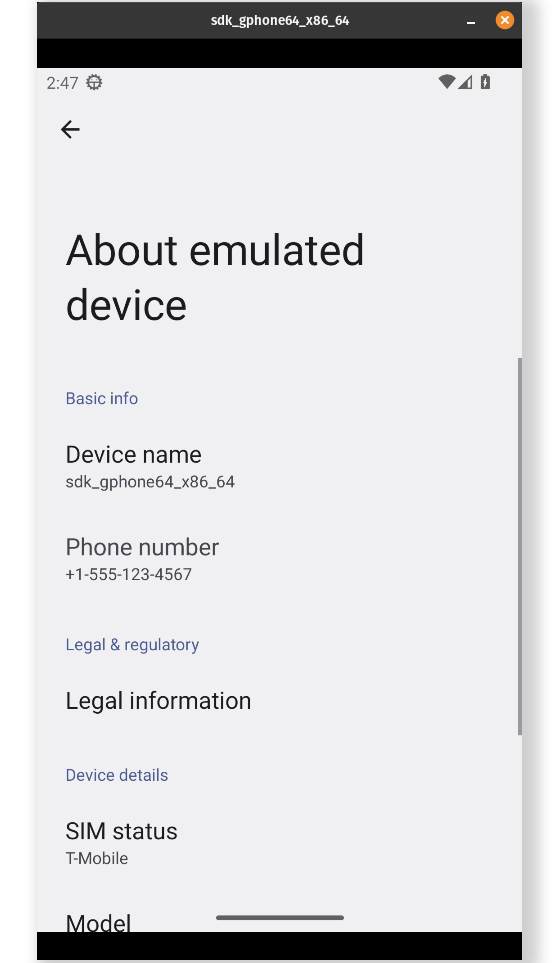 sdk_gphone64_x86_64
2:47
About emulated
device
Basic info
Device name
sdk_gphone64_x86_64
Phone number
+1-555-123-4567
Legal & regulatory
Legal information
Device details
SIM status
T-Mobile
Model